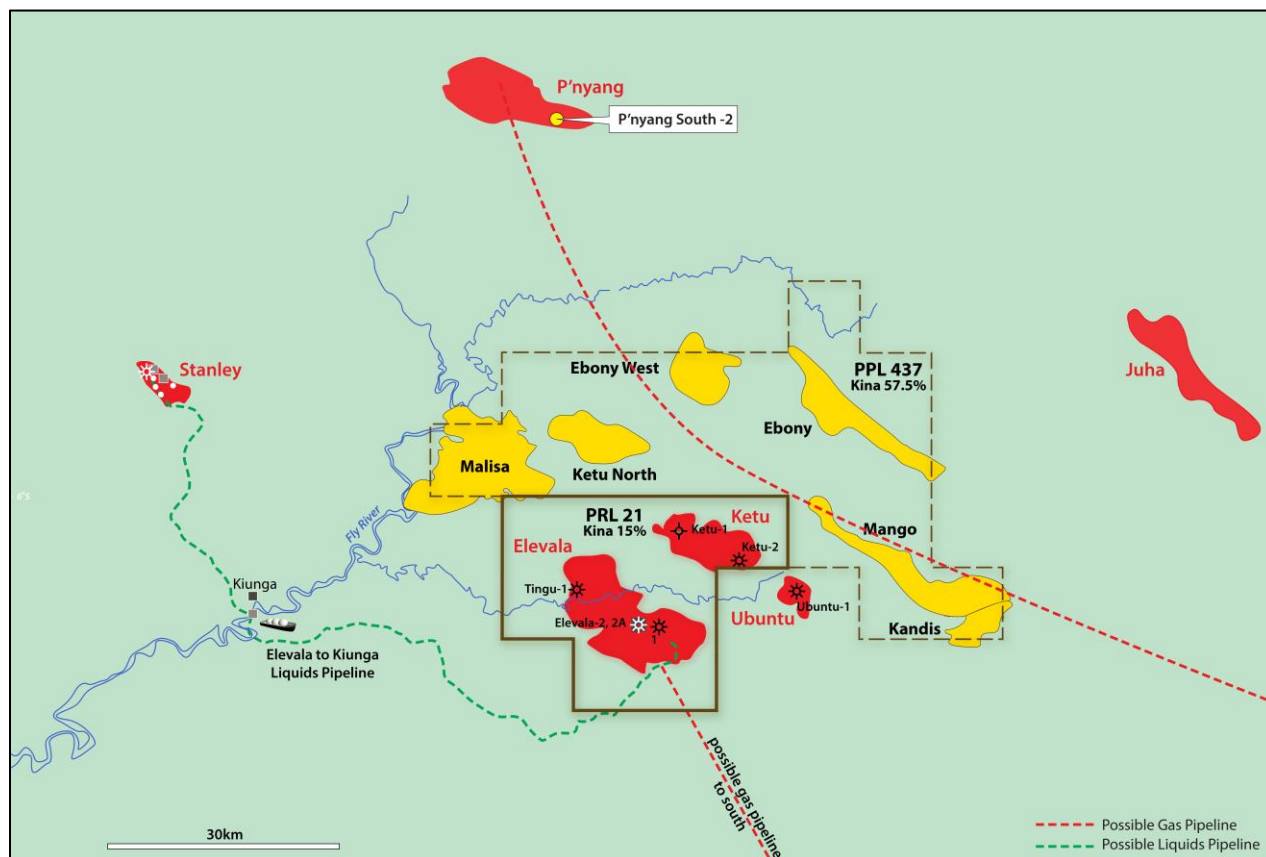 P'nyang
P'nyang South -2
Stanley
Ebony West
PPL 437
Kina 57.5%
Juha
Ebony
Malisa
Ketu North
6°S
Fly River
PRL 21
Kina 15%
Ketu
Ketu-1
Mango
Elevala
Ketu-2
Kiunga
Tingu-1
Ubuntu
Ubuntu-1
Elevala-2, 2A
1
Kandis
Elevala to Kiunga
Liquids Pipeline
possible gas pipeline
to south
30km
Possible Gas Pipeline
Possible Liquids Pipeline